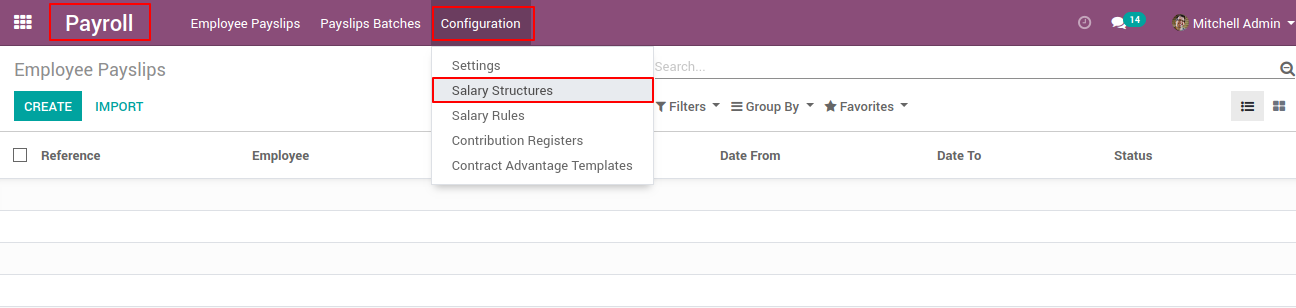 Payroll Employee Payslips Payslips Batches Configuration 14 Mitchell Admin
Employee Payslips
Search...
CREATE IMPORT
Filters Group By Favorites
Settings
Salary Structures
Salary Rules
Contribution Registers
Contract Advantage Templates
Reference Employee Date From Date To Status